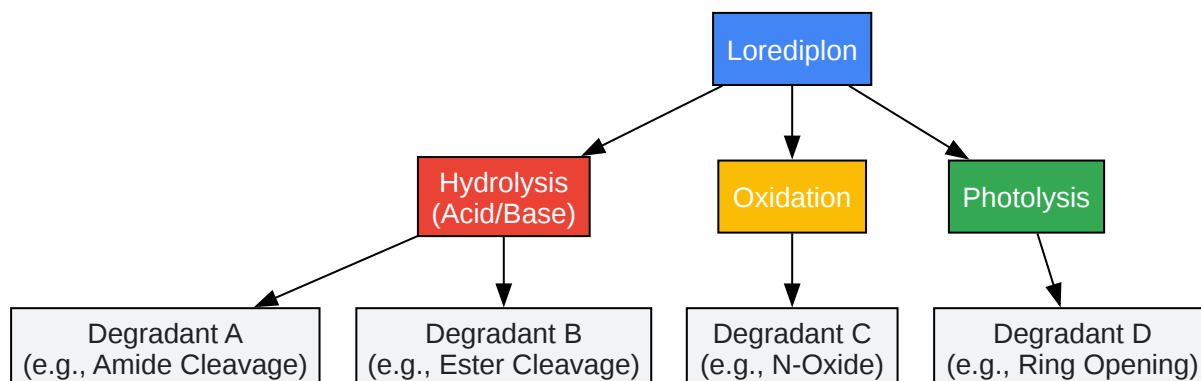 Lorediplon
Hydrolysis
(Acid/Base)
Oxidation
Photolysis
Degradant A
(e.g., Amide Cleavage)
Degradant B
(e.g., Ester Cleavage)
Degradant C
(e.g., N-Oxide)
Degradant D
(e.g., Ring Opening)